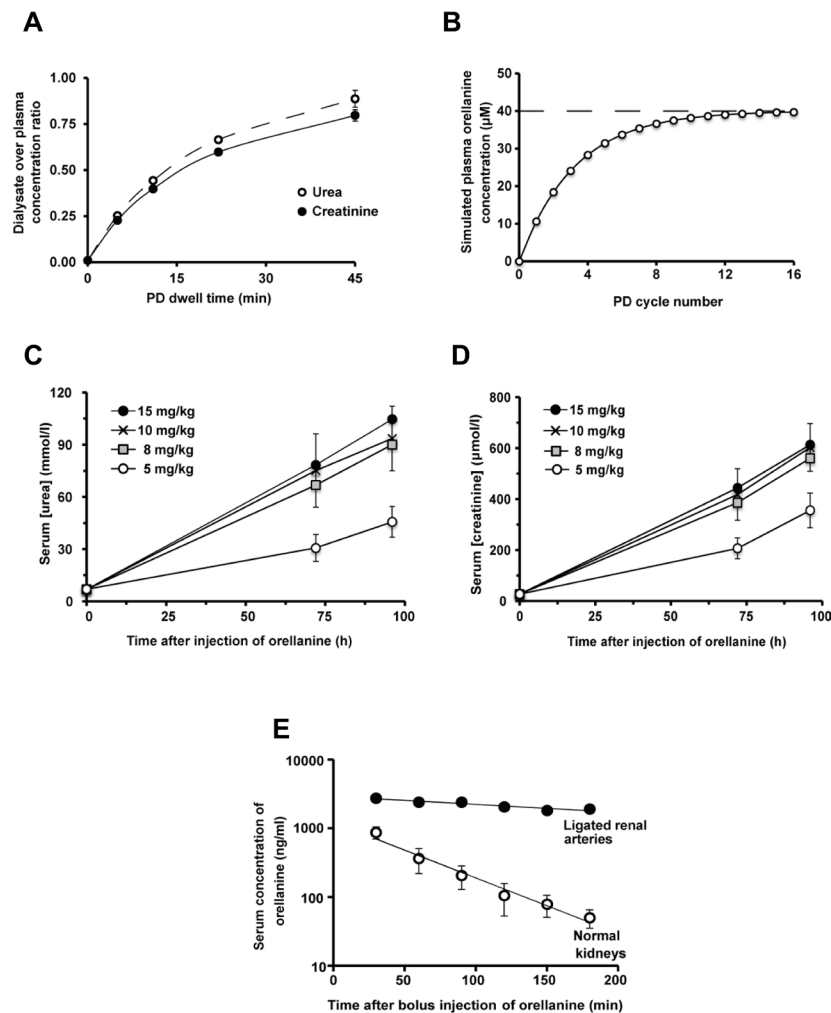 A
Dialysate over plasma
concentration ratio
1.00
0.75
0.50
0.25
0.00
0 15 30 45
PD dwell time (min)
Urea
Creatinine
B
Simulated plasma orellanine
concentration (µM)
50
40
30
20
10
0
0 4 8 12 16
PD cycle number
C
Serum [urea] (mmol/l)
120
90
60
30
0
0 25 50 75 100
Time after injection of orellanine (h)
15 mg/kg
10 mg/kg
8 mg/kg
5 mg/kg
D
Serum [creatinine] (µmol/l)
800
600
400
200
0
0 25 50 75 100
Time after injection of orellanine (h)
15 mg/kg
10 mg/kg
8 mg/kg
5 mg/kg
E
Serum concentration of
orellanine (ng/ml)
10000
1000
100
10
0 50 100 150 200
Time after bolus injection of orellanine (min)
Ligated renal
arteries
Normal
kidneys